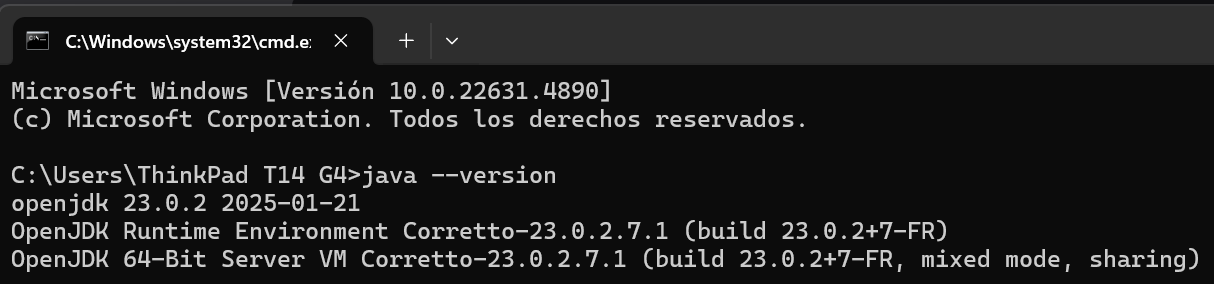 C:\Windows\system32\cmd.e
Microsoft Windows [Versión 10.0.22631.4890]
(c) Microsoft Corporation. Todos los derechos reservados.
C:\Users\ThinkPad T14 G4>java --version
openjdk 23.0.2 2025-01-21
OpenJDK Runtime Environment Corretto-23.0.2.7.1 (build 23.0.2+7-FR)
OpenJDK 64-Bit Server VM Corretto-23.0.2.7.1 (build 23.0.2+7-FR, mixed mode, sharing)